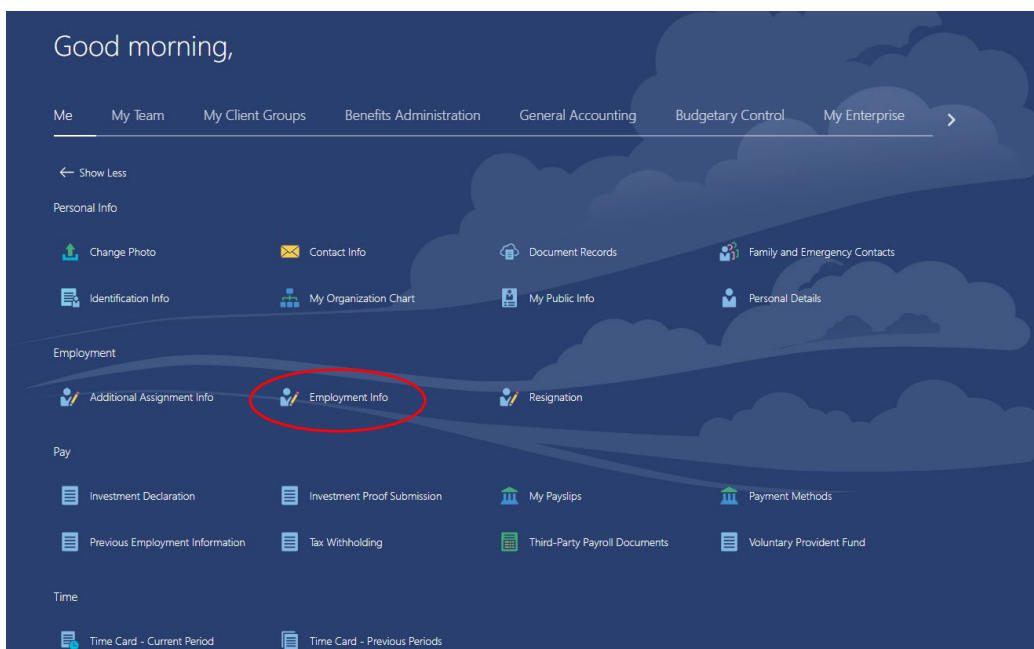 Good morning,
Me My Team My Client Groups Benefits Administration General Accounting Budgetary Control My Enterprise
Show Less
Personal Info
Change Photo Contact Info Document Records Family and Emergency Contacts
Identification Info My Organization Chart My Public Info Personal Details
Employment
Additional Assignment Info Employment Info Resignation
Pay
Investment Declaration Investment Proof Submission My Payslips Payment Methods
Previous Employment Information Tax Withholding Third-Party Payroll Documents Voluntary Provident Fund
Time
Time Card - Current Period Time Card - Previous Periods